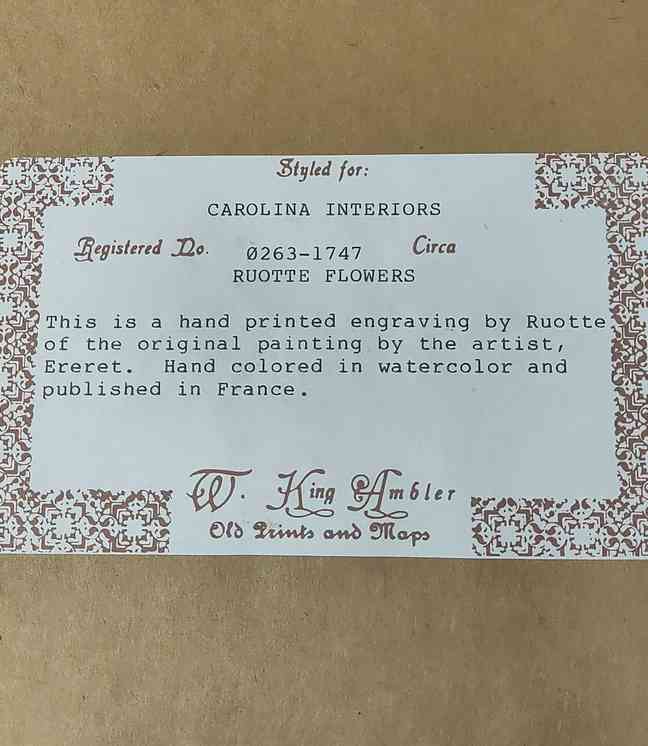 Styled for:
CAROLINA INTERIORS
Registered No. 0263-1747 Circa
RUOTTE FLOWERS
This is a hand printed engraving by Ruotte
of the original painting by the artist,
Ereret. Hand colored in watercolor and
published in France.
W. King Ambler
Old Prints and Maps